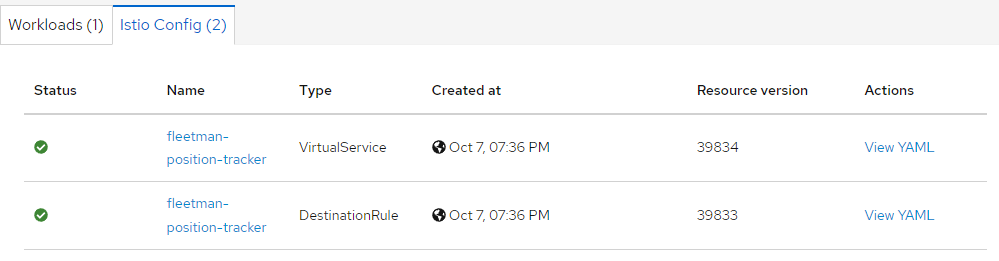 Workloads (1) Istio Config (2)
Status Name Type Created at Resource version Actions
fleetman-
position-tracker VirtualService Oct 7, 07:36 PM 39834 View YAML
fleetman-
position-tracker DestinationRule Oct 7, 07:36 PM 39833 View YAML